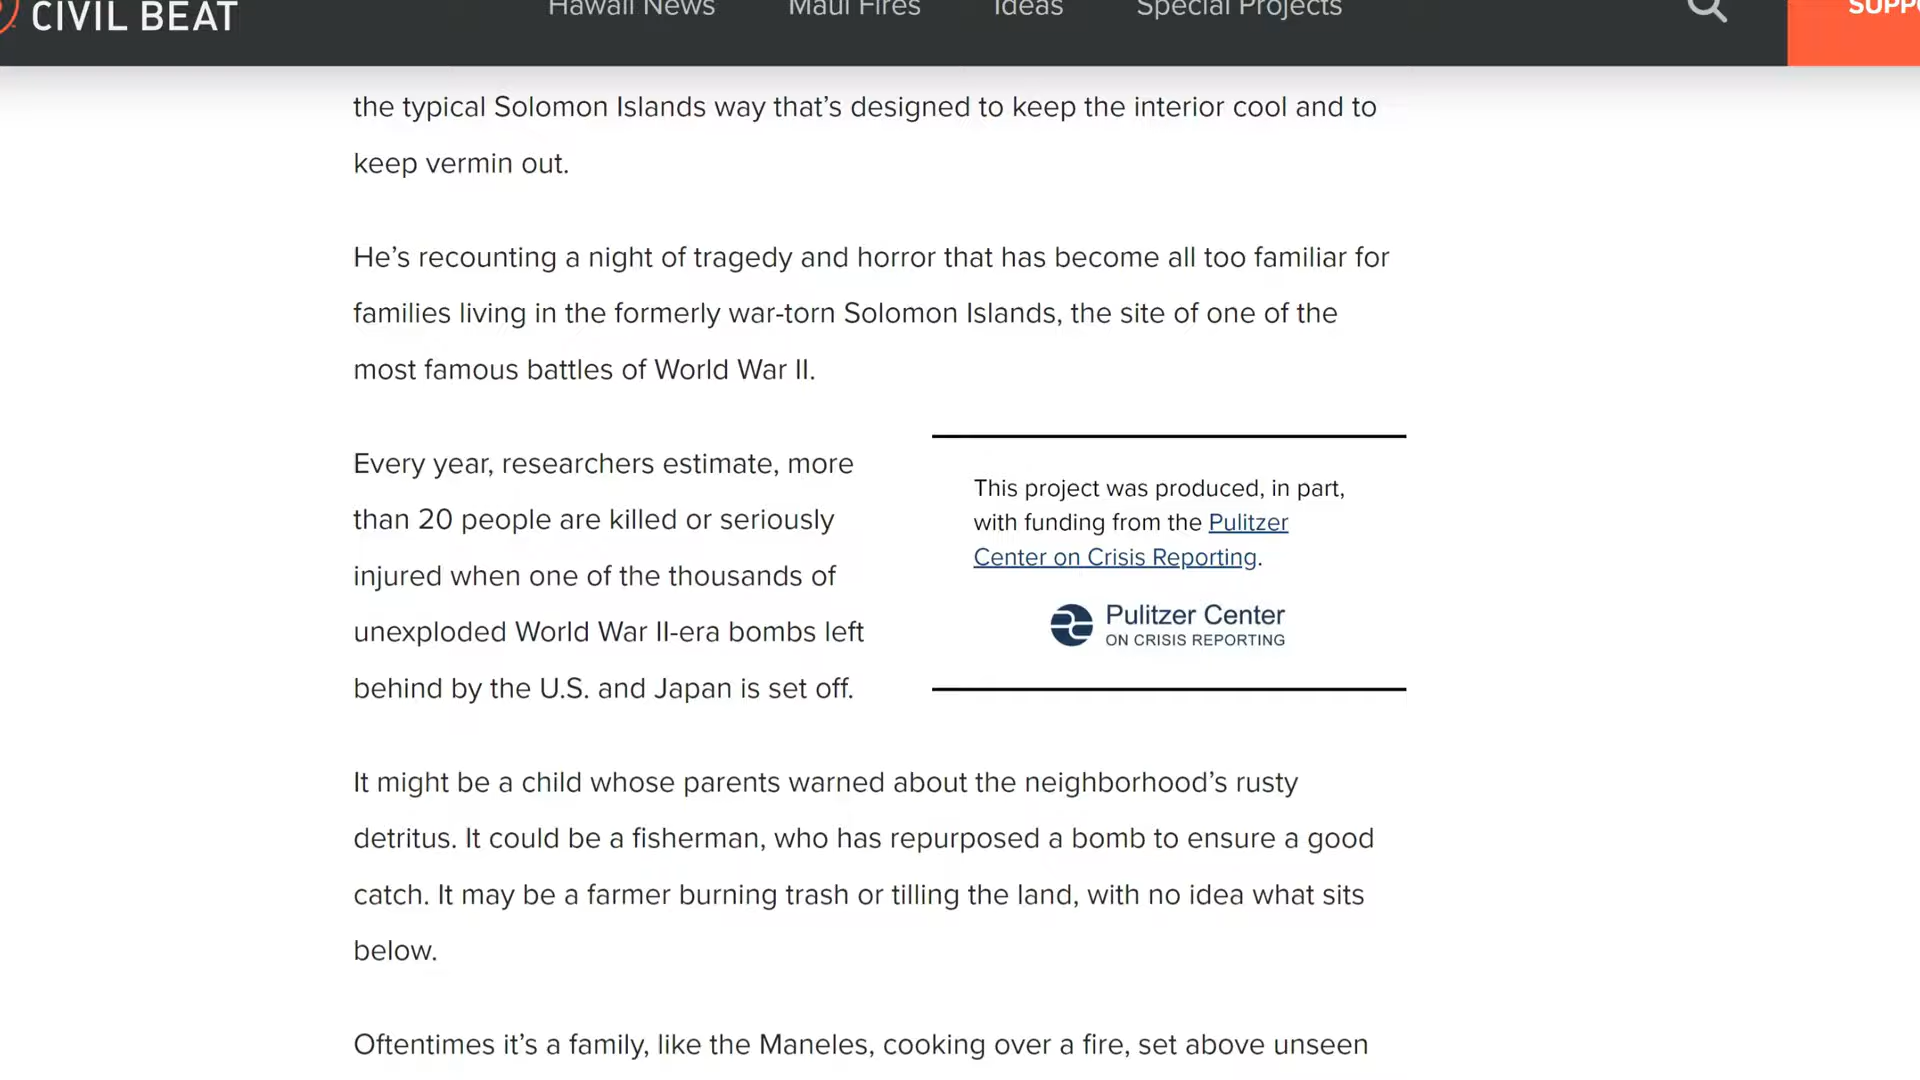 CIVIL BEAT
Hawaii News
Maui Fires
Ideas
Special Projects
the typical Solomon Islands way that’s designed to keep the interior cool and to
keep vermin out.
He’s recounting a night of tragedy and horror that has become all too familiar for
families living in the formerly war-torn Solomon Islands, the site of one of the
most famous battles of World War II.
Every year, researchers estimate, more
than 20 people are killed or seriously
injured when one of the thousands of
unexploded World War II-era bombs left
behind by the U.S. and Japan is set off.
This project was produced, in part,
with funding from the Pulitzer
Center on Crisis Reporting.
Pulitzer Center
ON CRISIS REPORTING
It might be a child whose parents warned about the neighborhood’s rusty
detritus. It could be a fisherman, who has repurposed a bomb to ensure a good
catch. It may be a farmer burning trash or tilling the land, with no idea what sits
below.
Oftentimes it’s a family, like the Maneles, cooking over a fire, set above unseen